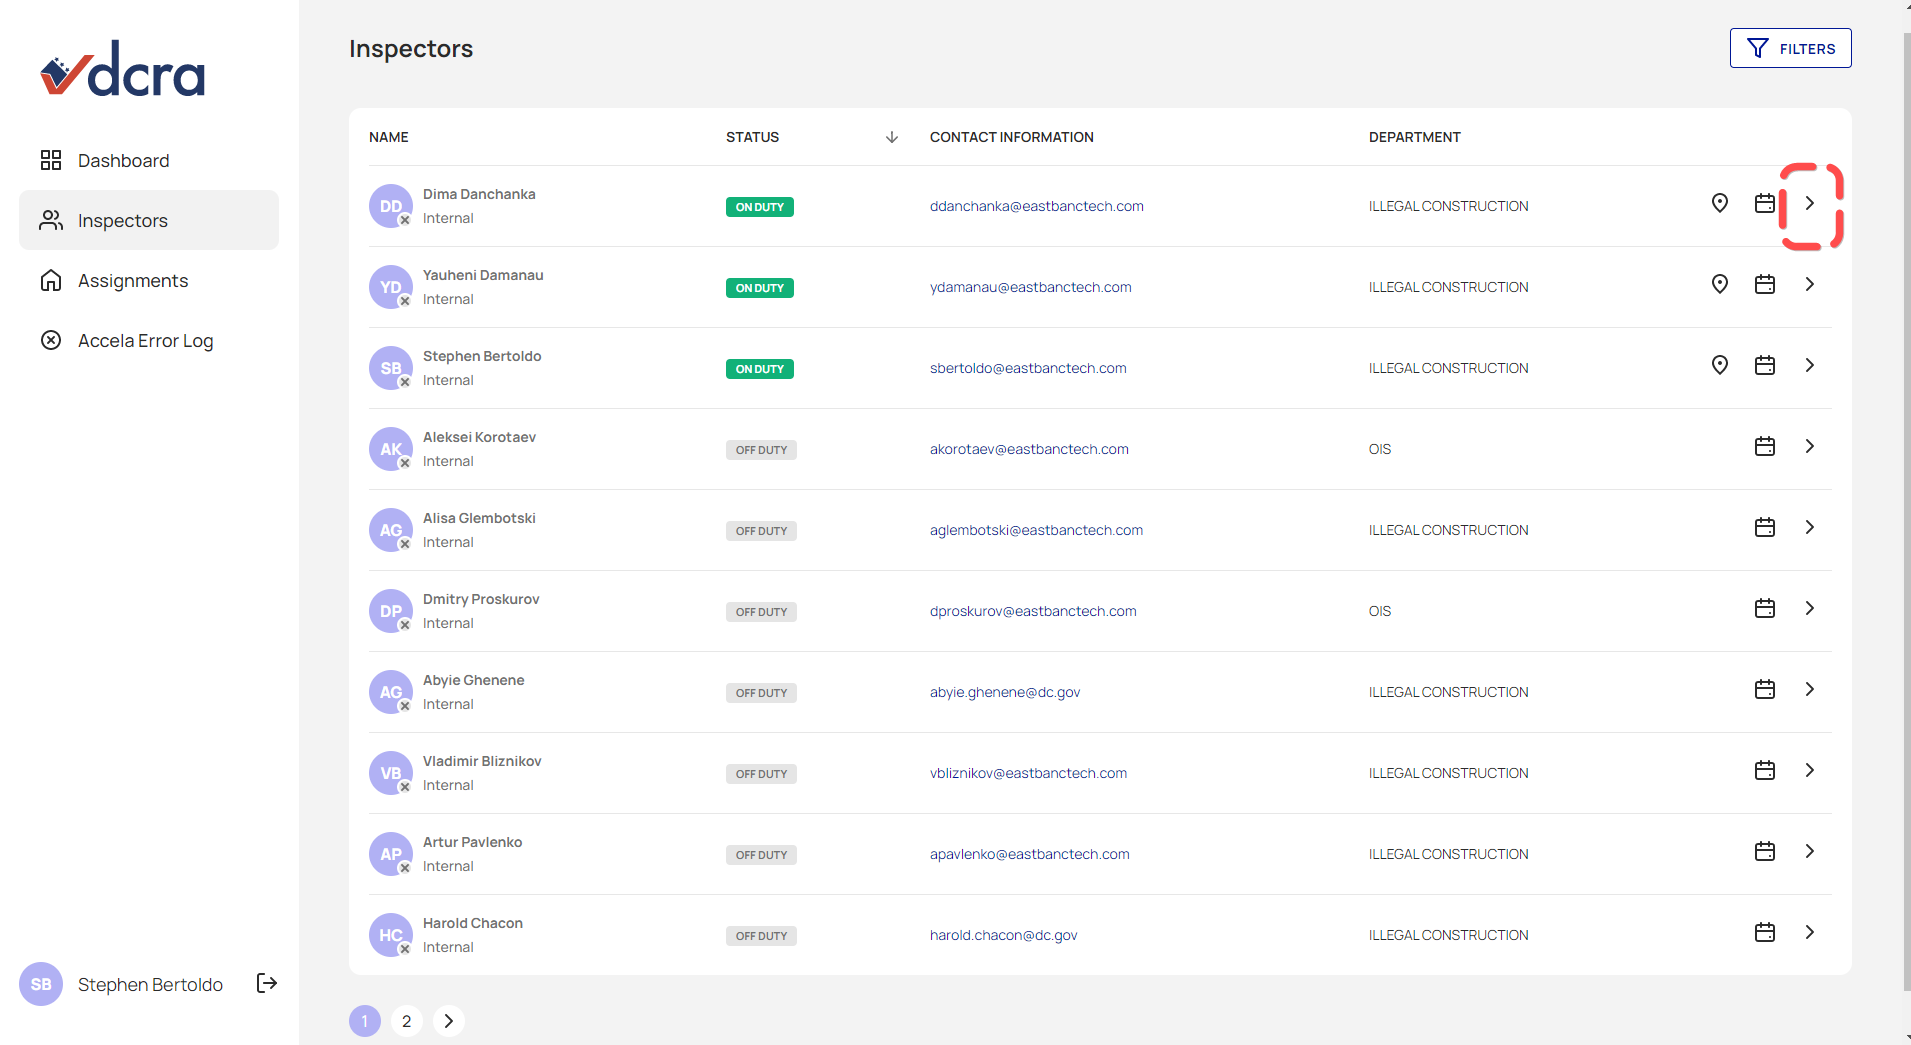 dcra
Dashboard
Inspectors
Assignments
Accela Error Log
SB Stephen Bertoldo
Inspectors
FILTERS
NAME STATUS CONTACT INFORMATION DEPARTMENT
DD Dima Danchanka
Internal
ON DUTY ddanchanka@eastbanctech.com ILLEGAL CONSTRUCTION
YD Yauheni Damanau
Internal
ON DUTY ydamanau@eastbanctech.com ILLEGAL CONSTRUCTION
SB Stephen Bertoldo
Internal
ON DUTY sbertoldo@eastbanctech.com ILLEGAL CONSTRUCTION
AK Aleksei Korotaev
Internal
OFF DUTY akorotaev@eastbanctech.com OIS
AG Alisa Glembotski
Internal
OFF DUTY aglembotski@eastbanctech.com ILLEGAL CONSTRUCTION
DP Dmitry Proskurov
Internal
OFF DUTY dproskurov@eastbanctech.com OIS
AG Abyie Ghenene
Internal
OFF DUTY abyie.ghenene@dc.gov ILLEGAL CONSTRUCTION
VB Vladimir Bliznikov
Internal
OFF DUTY vbliznikov@eastbanctech.com ILLEGAL CONSTRUCTION
AP Artur Pavlenko
Internal
OFF DUTY apavlenko@eastbanctech.com ILLEGAL CONSTRUCTION
HC Harold Chacon
Internal
OFF DUTY harold.chacon@dc.gov ILLEGAL CONSTRUCTION
1 2